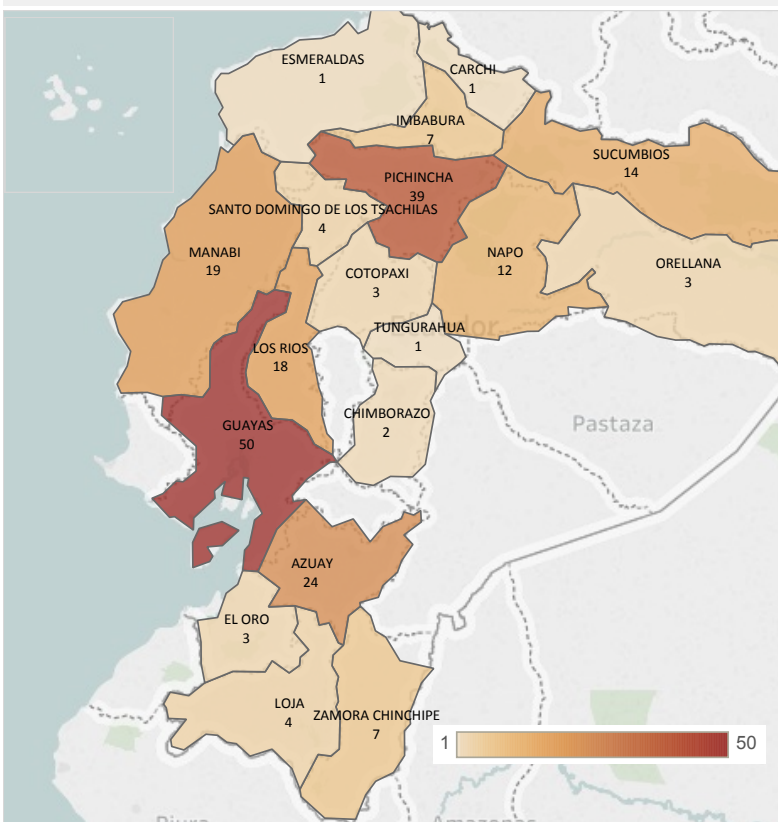 ESMERALDAS
1
CARCHI
1
IMBABURA
7
SUCUMBIOS
14
PICHINCHA
39
SANTO DOMINGO DE LOS TSACHILAS
4
MANABI
19
NAPO
12
ORELLANA
3
COTOPAXI
3
TUNGURAHUA
1
LOS RIOS
18
CHIMBORAZO
2
Pastaza
GUAYAS
50
AZUAY
24
EL ORO
3
LOJA
4
ZAMORA CHINCHIPE
7
1
50